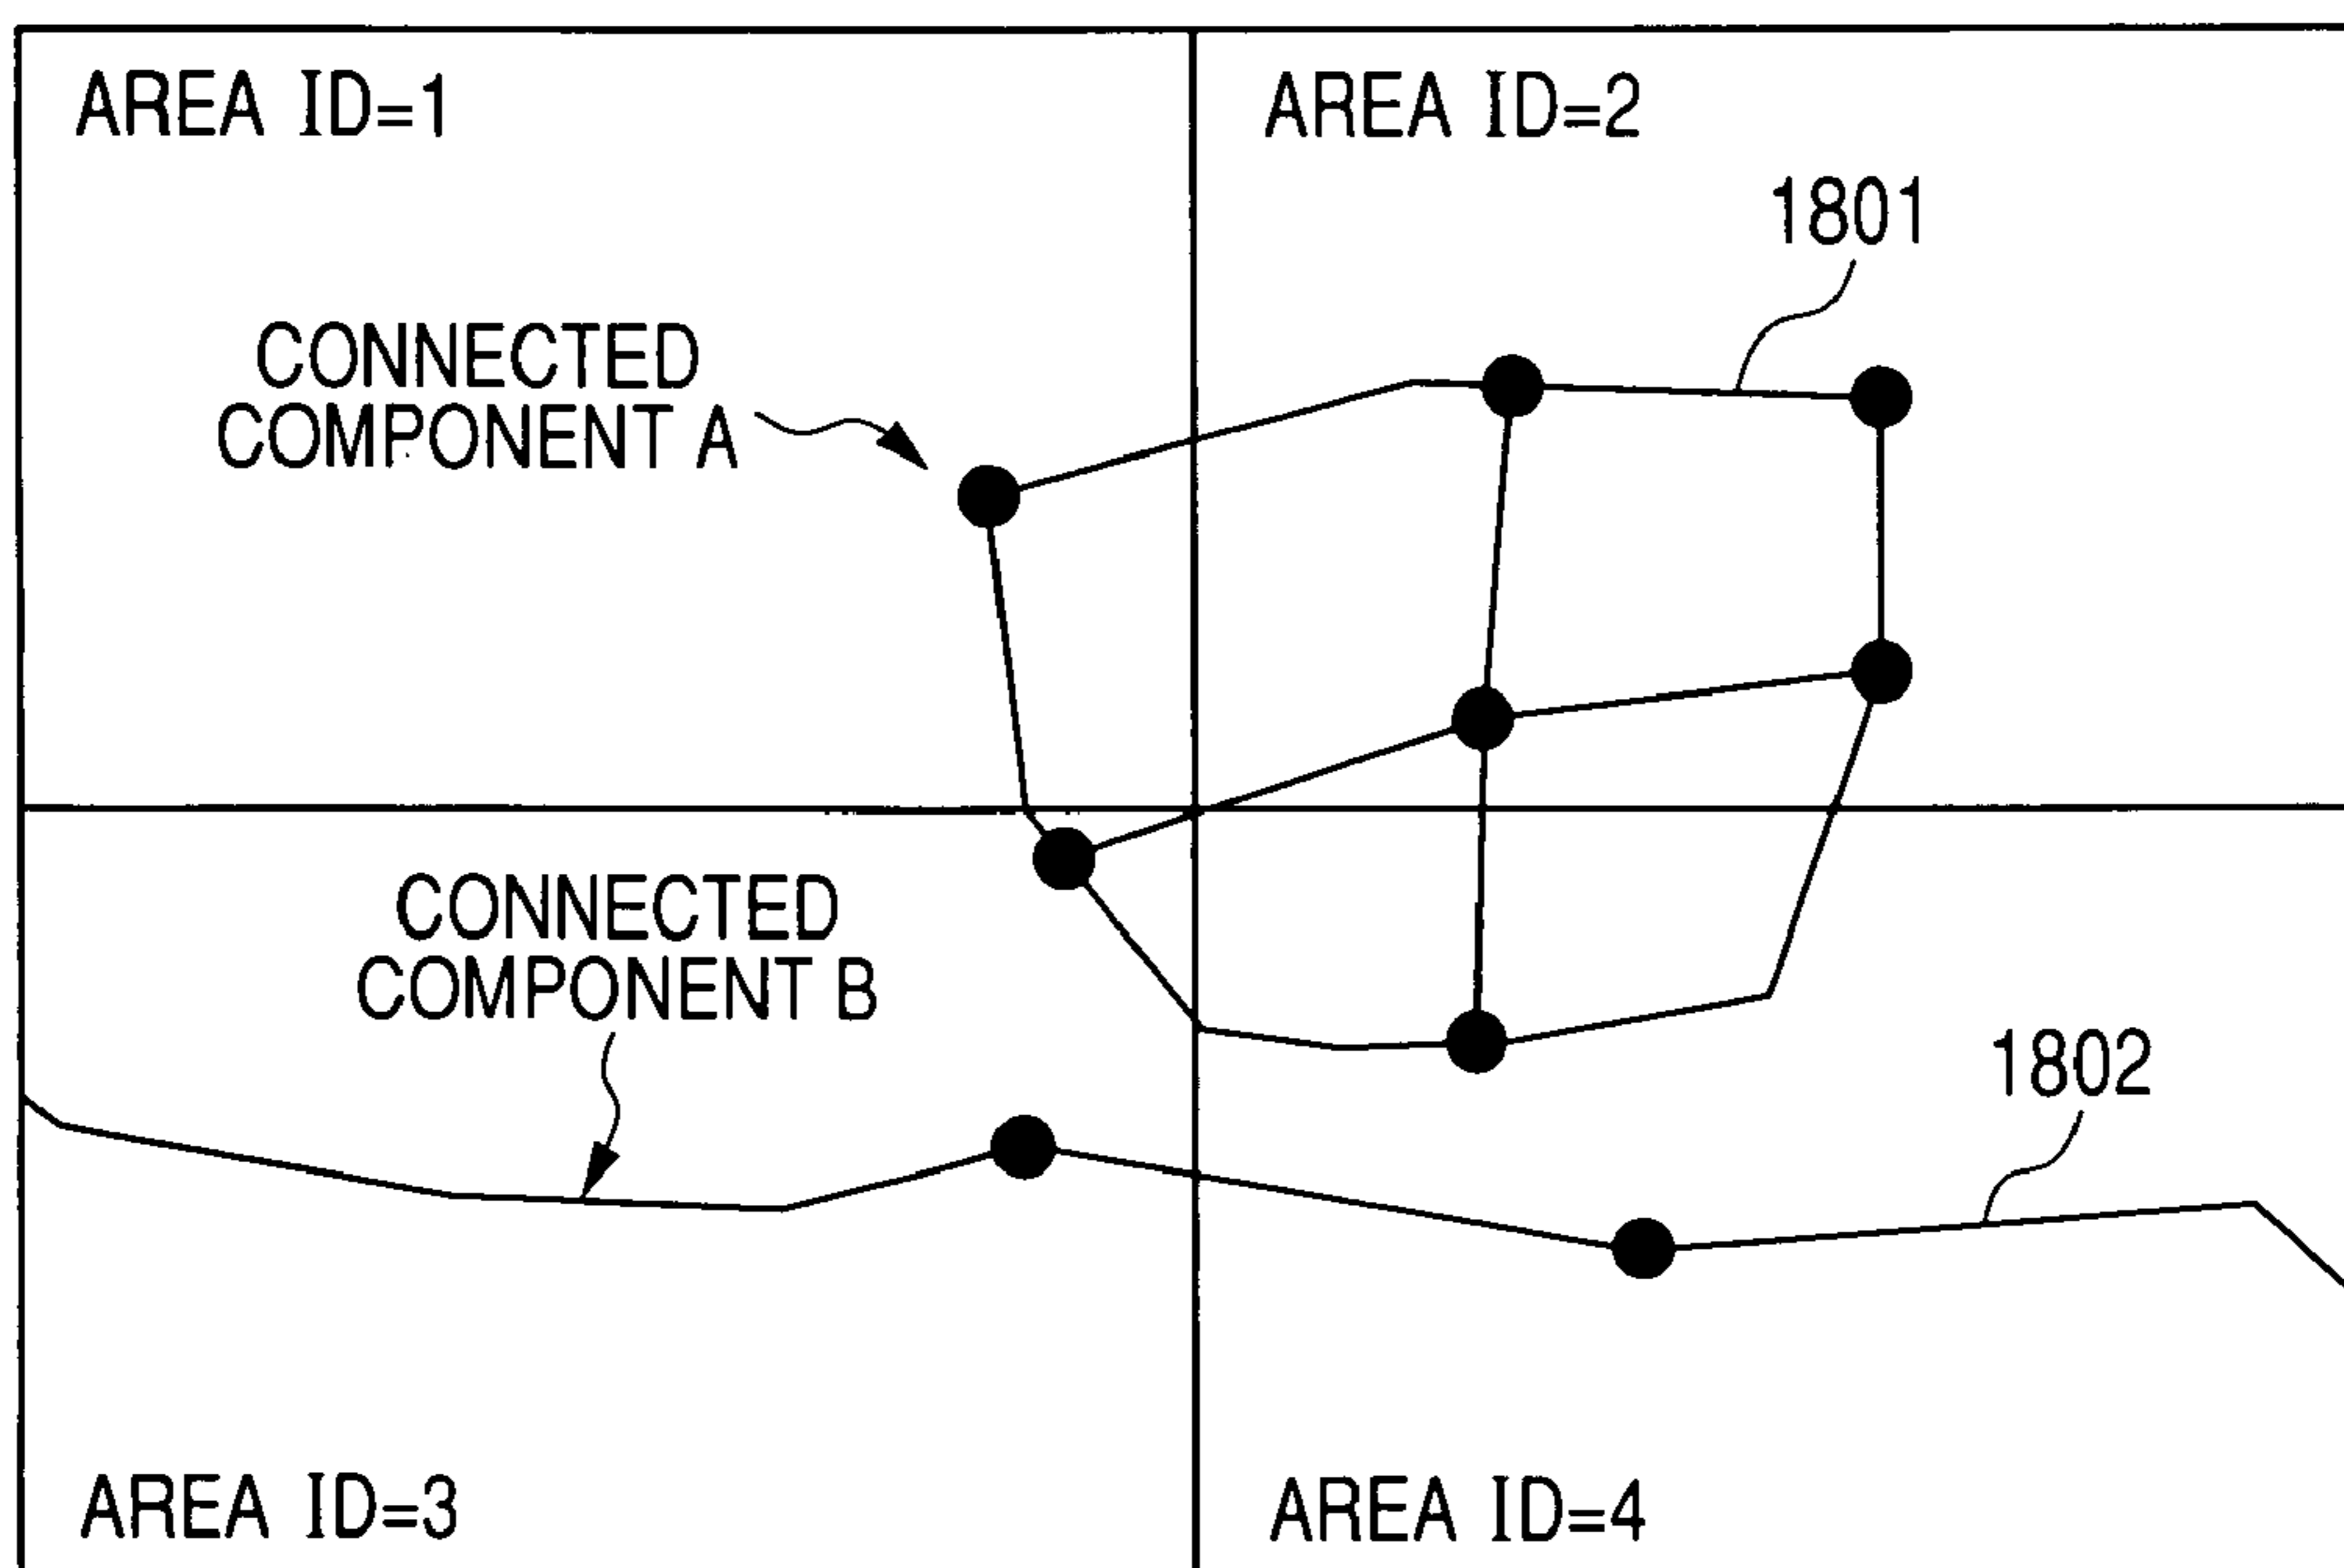 AREA ID=1
AREA ID=2
1801
CONNECTED
COMPONENT A
CONNECTED
COMPONENT B
1802
AREA ID=3
AREA ID=4